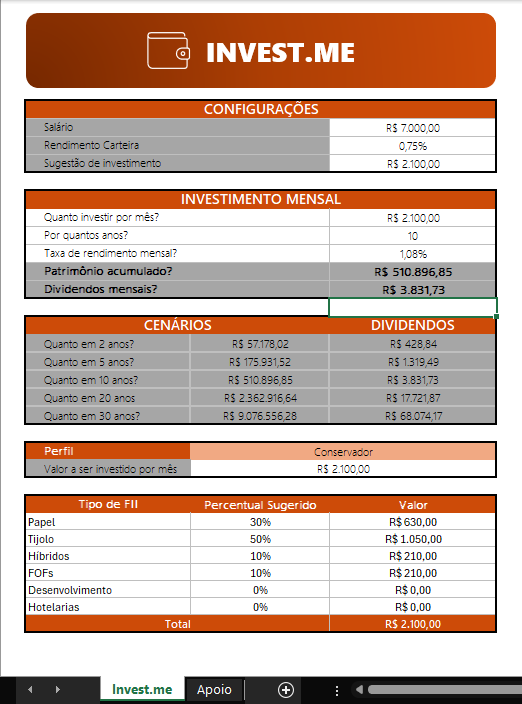 INVEST.ME
CONFIGURAÇÕES
Salário R$ 7.000,00
Rendimento Carteira 0,75%
Sugestão de investimento R$ 2.100,00
INVESTIMENTO MENSAL
Quanto investir por mês? R$ 2.100,00
Por quantos anos? 10
Taxa de rendimento mensal? 1,08%
Patrimônio acumulado? R$ 510.896,85
Dividendos mensais? R$ 3.831,73
CENÁRIOS DIVIDENDOS
Quanto em 2 anos? R$ 57.178,02 R$ 428,84
Quanto em 5 anos? R$ 175.931,52 R$ 1.319,49
Quanto em 10 anos? R$ 510.896,85 R$ 3.831,73
Quanto em 20 anos R$ 2.362.916,64 R$ 17.721,87
Quanto em 30 anos? R$ 9.076.556,28 R$ 68.074,17
Perfil Conservador
Valor a ser investido por mês R$ 2.100,00
Tipo de FII Percentual Sugerido Valor
Papel 30% R$ 630,00
Tijolo 50% R$ 1.050,00
Híbridos 10% R$ 210,00
FOFs 10% R$ 210,00
Desenvolvimento 0% R$ 0,00
Hotelarias 0% R$ 0,00
Total R$ 2.100,00
Invest.me Apoio